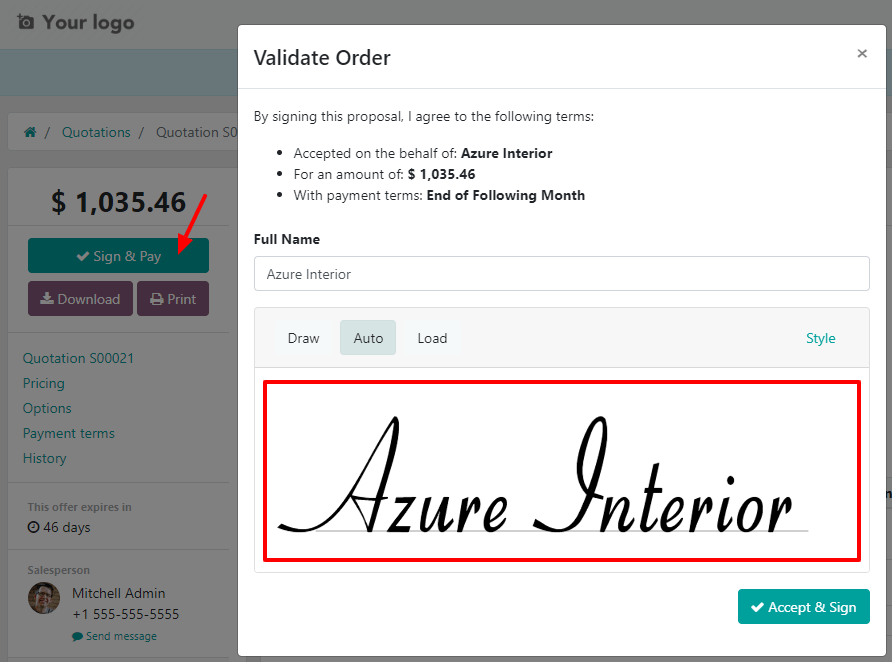 Your logo
/ Quotations / Quotation S0
$ 1,035.46
Sign & Pay
Download
Print
Quotation S00021
Pricing
Options
Payment terms
History
This offer expires in
46 days
Salesperson
Mitchell Admin
+1 555-555-5555
Send message
Validate Order
×
By signing this proposal, I agree to the following terms:
• Accepted on the behalf of: Azure Interior
• For an amount of: $ 1,035.46
• With payment terms: End of Following Month
Full Name
Azure Interior
Draw Auto Load Style
Azure Interior
Accept & Sign